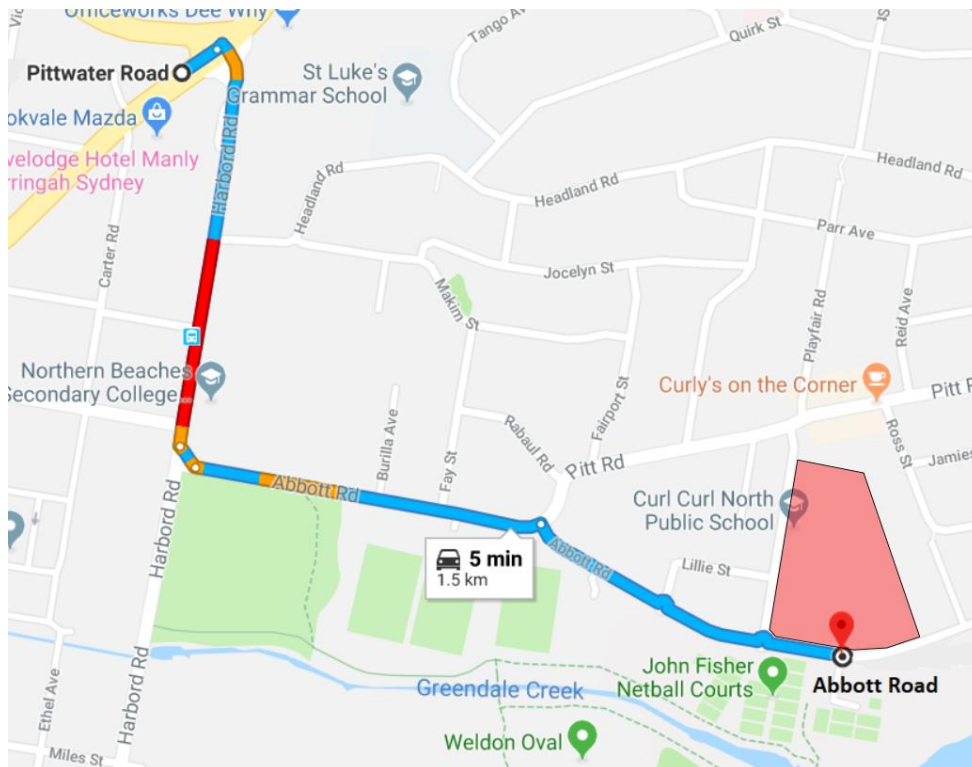 Officeworks Dee Why
Pittwater Road
Tango Av
Quirk St
St Luke's
Grammar School
okvale Mazda
velodge Hotel Manly
rringah Sydney
Harbord Rd
Headland Rd
Headland Rd
Headland Rd
Carter Rd
Parr Ave
Jocelyn St
Makim St
Playfair Rd
Reid Ave
Northern Beaches
Secondary College
Curly's on the Corner
Pitt R
Burilla Ave
Fay St
Rabaul Rd
Fairport St
Pitt Rd
Ross St
Jamies
Abbott Rd
Harbord Rd
Curl Curl North
Public School
5 min
1.5 km
Abbott Rd
Lillie St
John Fisher
Netball Courts
Abbott Road
Greendale Creek
Ethel Ave
Harbord Rd
Weldon Oval
Miles St